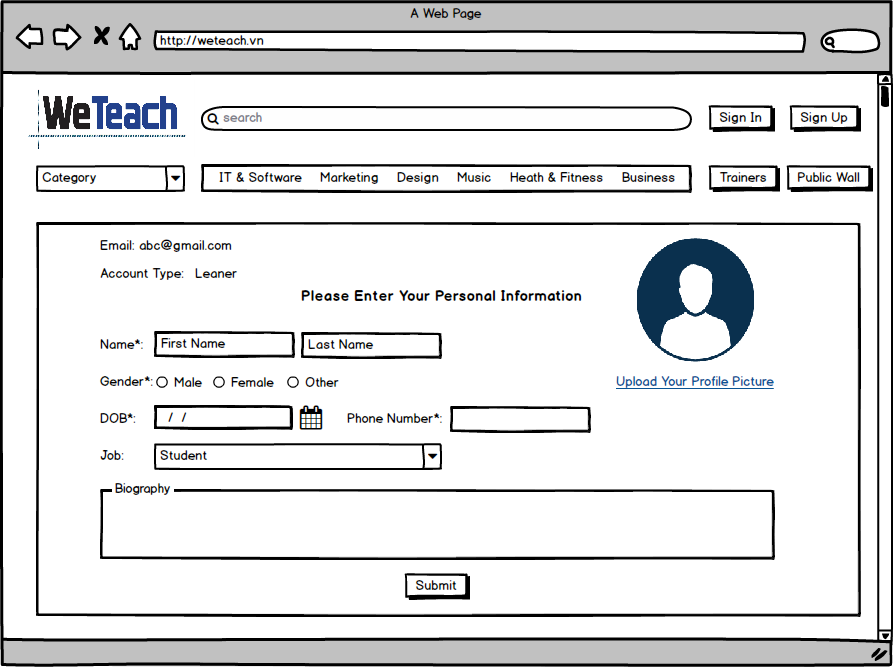 A Web Page
http://weteach.vn
WeTeach
search
Sign In
Sign Up
Category
IT & Software Marketing Design Music Heath & Fitness Business
Trainers
Public Wall
Email: abc@gmail.com
Account Type: Leaner
Please Enter Your Personal Information
Name*: First Name Last Name
Gender*: Male Female Other
Upload Your Profile Picture
DOB*: / / Phone Number*:
Job: Student
Biography
Submit